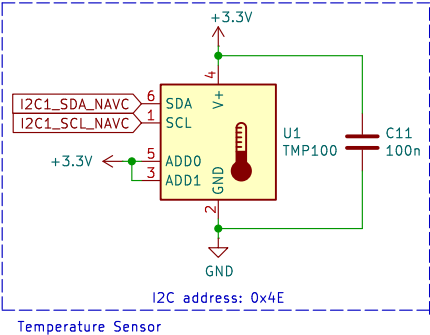 +3.3V
4
V+
I2C1_SDA_NAVC 6 SDA
I2C1_SCL_NAVC 1 SCL
U1
TMP100
C11
100n
+3.3V 5 ADD0
3 ADD1
GND
2
GND
I2C address: 0x4E
Temperature Sensor